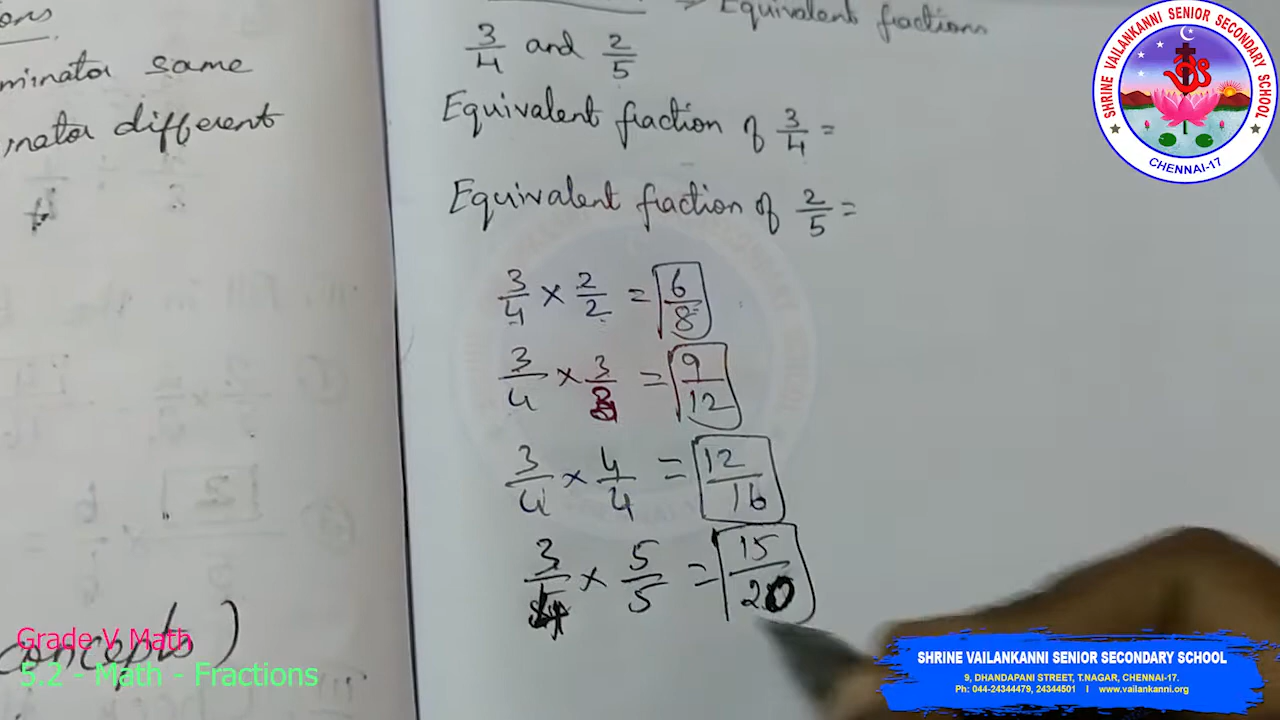 ons
minator same
nator different
concepts)
Equivalent fractions
3/4 and 2/5
Equivalent fraction of 3/4 =
Equivalent fraction of 2/5 =
3/4 × 2/2 = 6/8
3/4 × 3/3 = 9/12
3/4 × 4/4 = 12/16
3/4 × 5/5 = 15/20
SHRINE VAILANKANNI SENIOR SECONDARY SCHOOL
CHENNAI-17
Grade V Math
5.2 - Math - Fractions
SHRINE VAILANKANNI SENIOR SECONDARY SCHOOL
9, DHANDAPANI STREET, T.NAGAR, CHENNAI-17.
Ph: 044-24344479, 24344501 I www.vailankanni.org